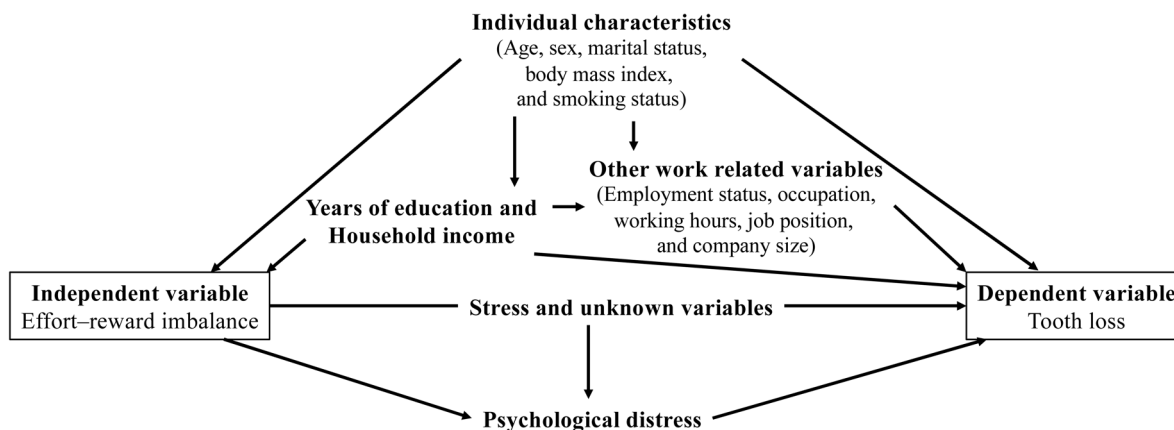 Individual characteristics
(Age, sex, marital status,
body mass index,
and smoking status)
Other work related variables
(Employment status, occupation,
working hours, job position,
and company size)
Years of education and
Household income
Independent variable
Effort–reward imbalance
Stress and unknown variables
Dependent variable
Tooth loss
Psychological distress